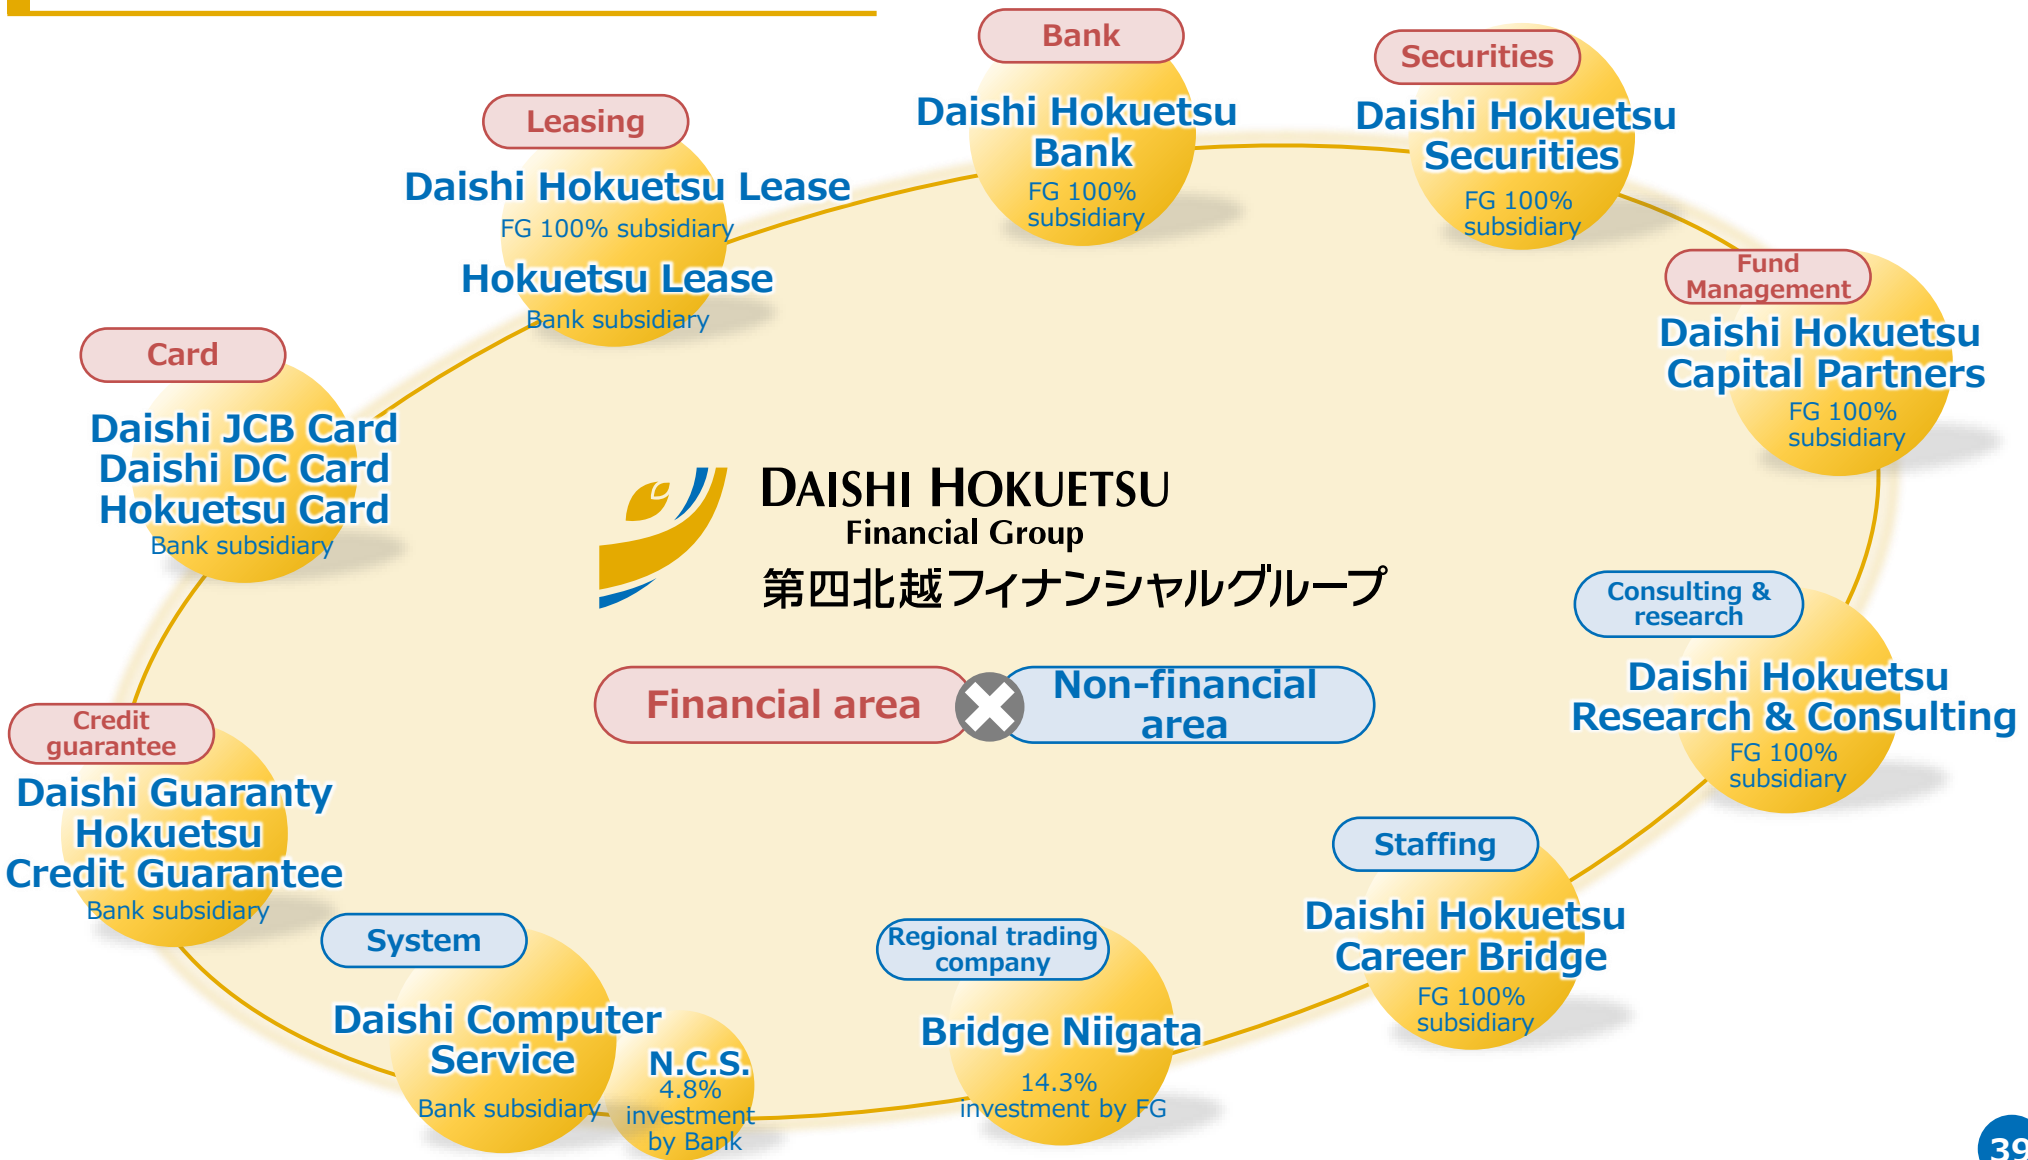 Bank
Daishi Hokuetsu
Bank
FG 100%
subsidiary
Securities
Daishi Hokuetsu
Securities
FG 100%
subsidiary
Leasing
Daishi Hokuetsu Lease
FG 100% subsidiary
Hokuetsu Lease
Bank subsidiary
Fund
Management
Daishi Hokuetsu
Capital Partners
FG 100%
subsidiary
Card
Daishi JCB Card
Daishi DC Card
Hokuetsu Card
Bank subsidiary
DAISHI HOKUETSU
Financial Group
第四北越フィナンシャルグループ
Financial area
Non-financial
area
Consulting &
research
Daishi Hokuetsu
Research & Consulting
FG 100%
subsidiary
Credit
guarantee
Daishi Guaranty
Hokuetsu
Credit Guarantee
Bank subsidiary
Staffing
Daishi Hokuetsu
Career Bridge
FG 100%
subsidiary
System
Daishi Computer
Service
Bank subsidiary
N.C.S.
4.8%
investment
by Bank
Regional trading
company
Bridge Niigata
14.3%
investment by FG
39